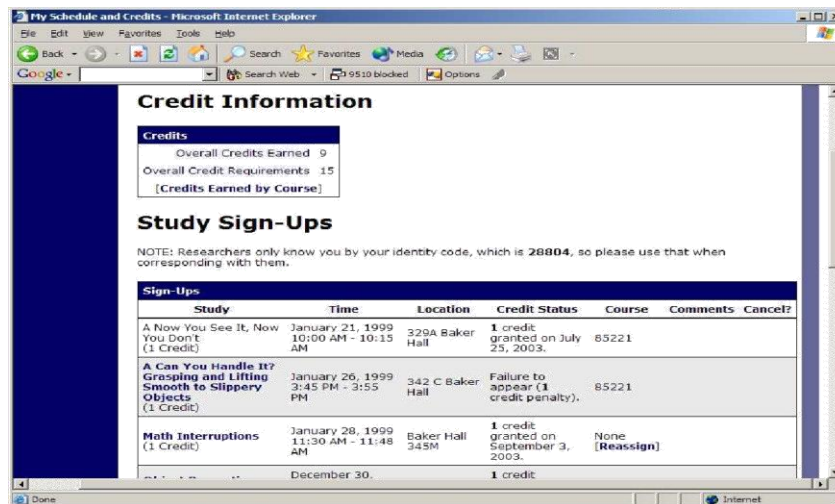 My Schedule and Credits - Microsoft Internet Explorer
File Edit View Favorites Tools Help
Back Search Favorites Media
Google Search Web 9510 blocked Options
Credit Information
Credits
Overall Credits Earned 9
Overall Credit Requirements 15
[Credits Earned by Course]
Study Sign-Ups
NOTE: Researchers only know you by your identity code, which is 28804, so please use that when
corresponding with them.
Sign-Ups
Study Time Location Credit Status Course Comments Cancel?
A Now You See It, Now January 21, 1999 329A Baker 1 credit 85221
You Don't 10:00 AM - 10:15 Hall granted on July
(1 Credit) AM 25, 2003.
A Can You Handle It? January 26, 1999 342 C Baker Failure to 85221
Grasping and Lifting 3:45 PM - 3:55 Hall appear (1
Smooth to Slippery PM credit penalty).
Objects
(1 Credit)
Math Interruptions January 28, 1999 Baker Hall 1 credit None
(1 Credit) 11:30 AM - 11:48 345M granted on [Reassign]
AM September 3,
2003.
December 30, 1 credit
Done Internet